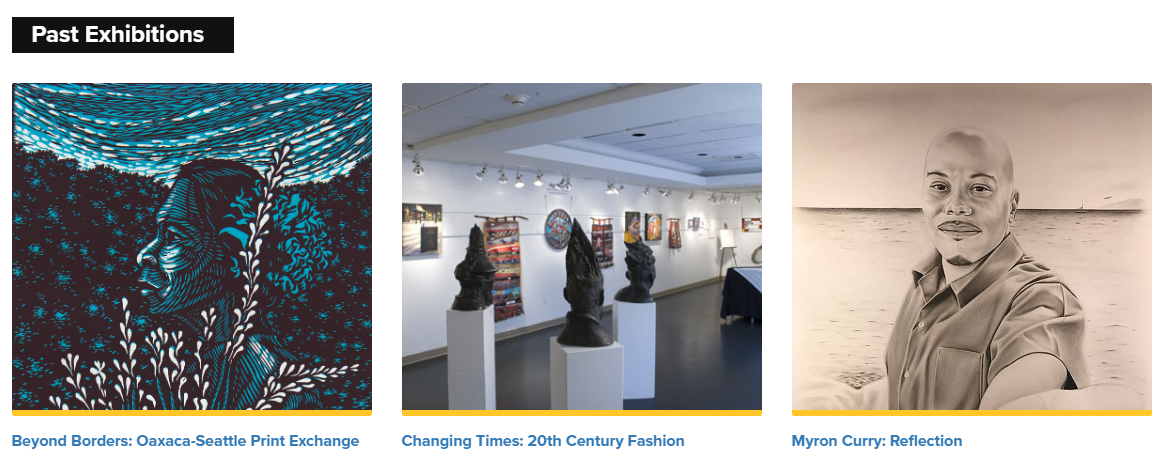 Past Exhibitions
Beyond Borders: Oaxaca-Seattle Print Exchange
Changing Times: 20th Century Fashion
Myron Curry: Reflection